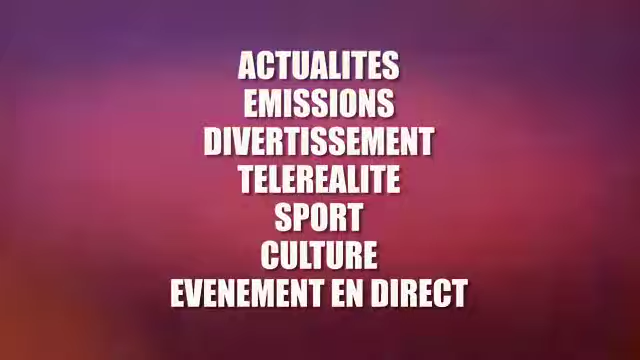 ACTUALITES
EMISSIONS
DIVERTISSEMENT
TELEREALITE
SPORT
CULTURE
EVENEMENT EN DIRECT